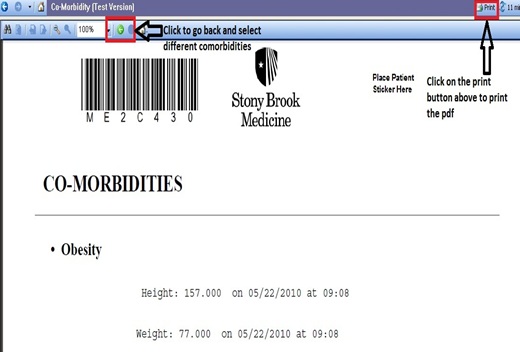 Co-Morbidity (Test Version)
Print
11 min
100%
Click to go back and select
different comorbidities
Stony Brook
Medicine
Place Patient
Sticker Here
Click on the print
button above to print
the pdf
M E 2 C 4 3 0
CO-MORBIDITIES
• Obesity
Height: 157.000 on 05/22/2010 at 09:08
Weight: 77.000 on 05/22/2010 at 09:08